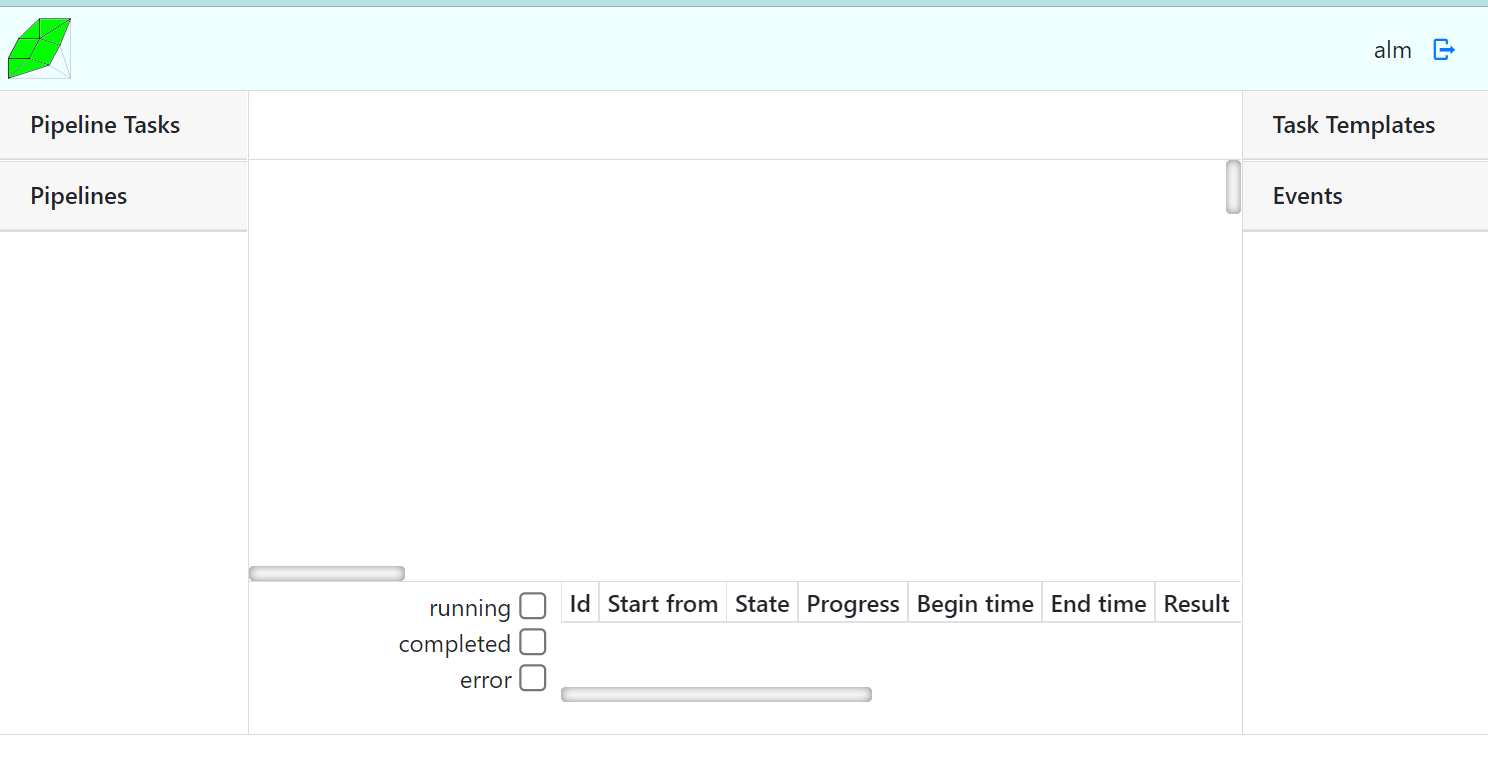 alm
Pipeline Tasks
Task Templates
Pipelines
Events
running
completed
error
Id Start from State Progress Begin time End time Result